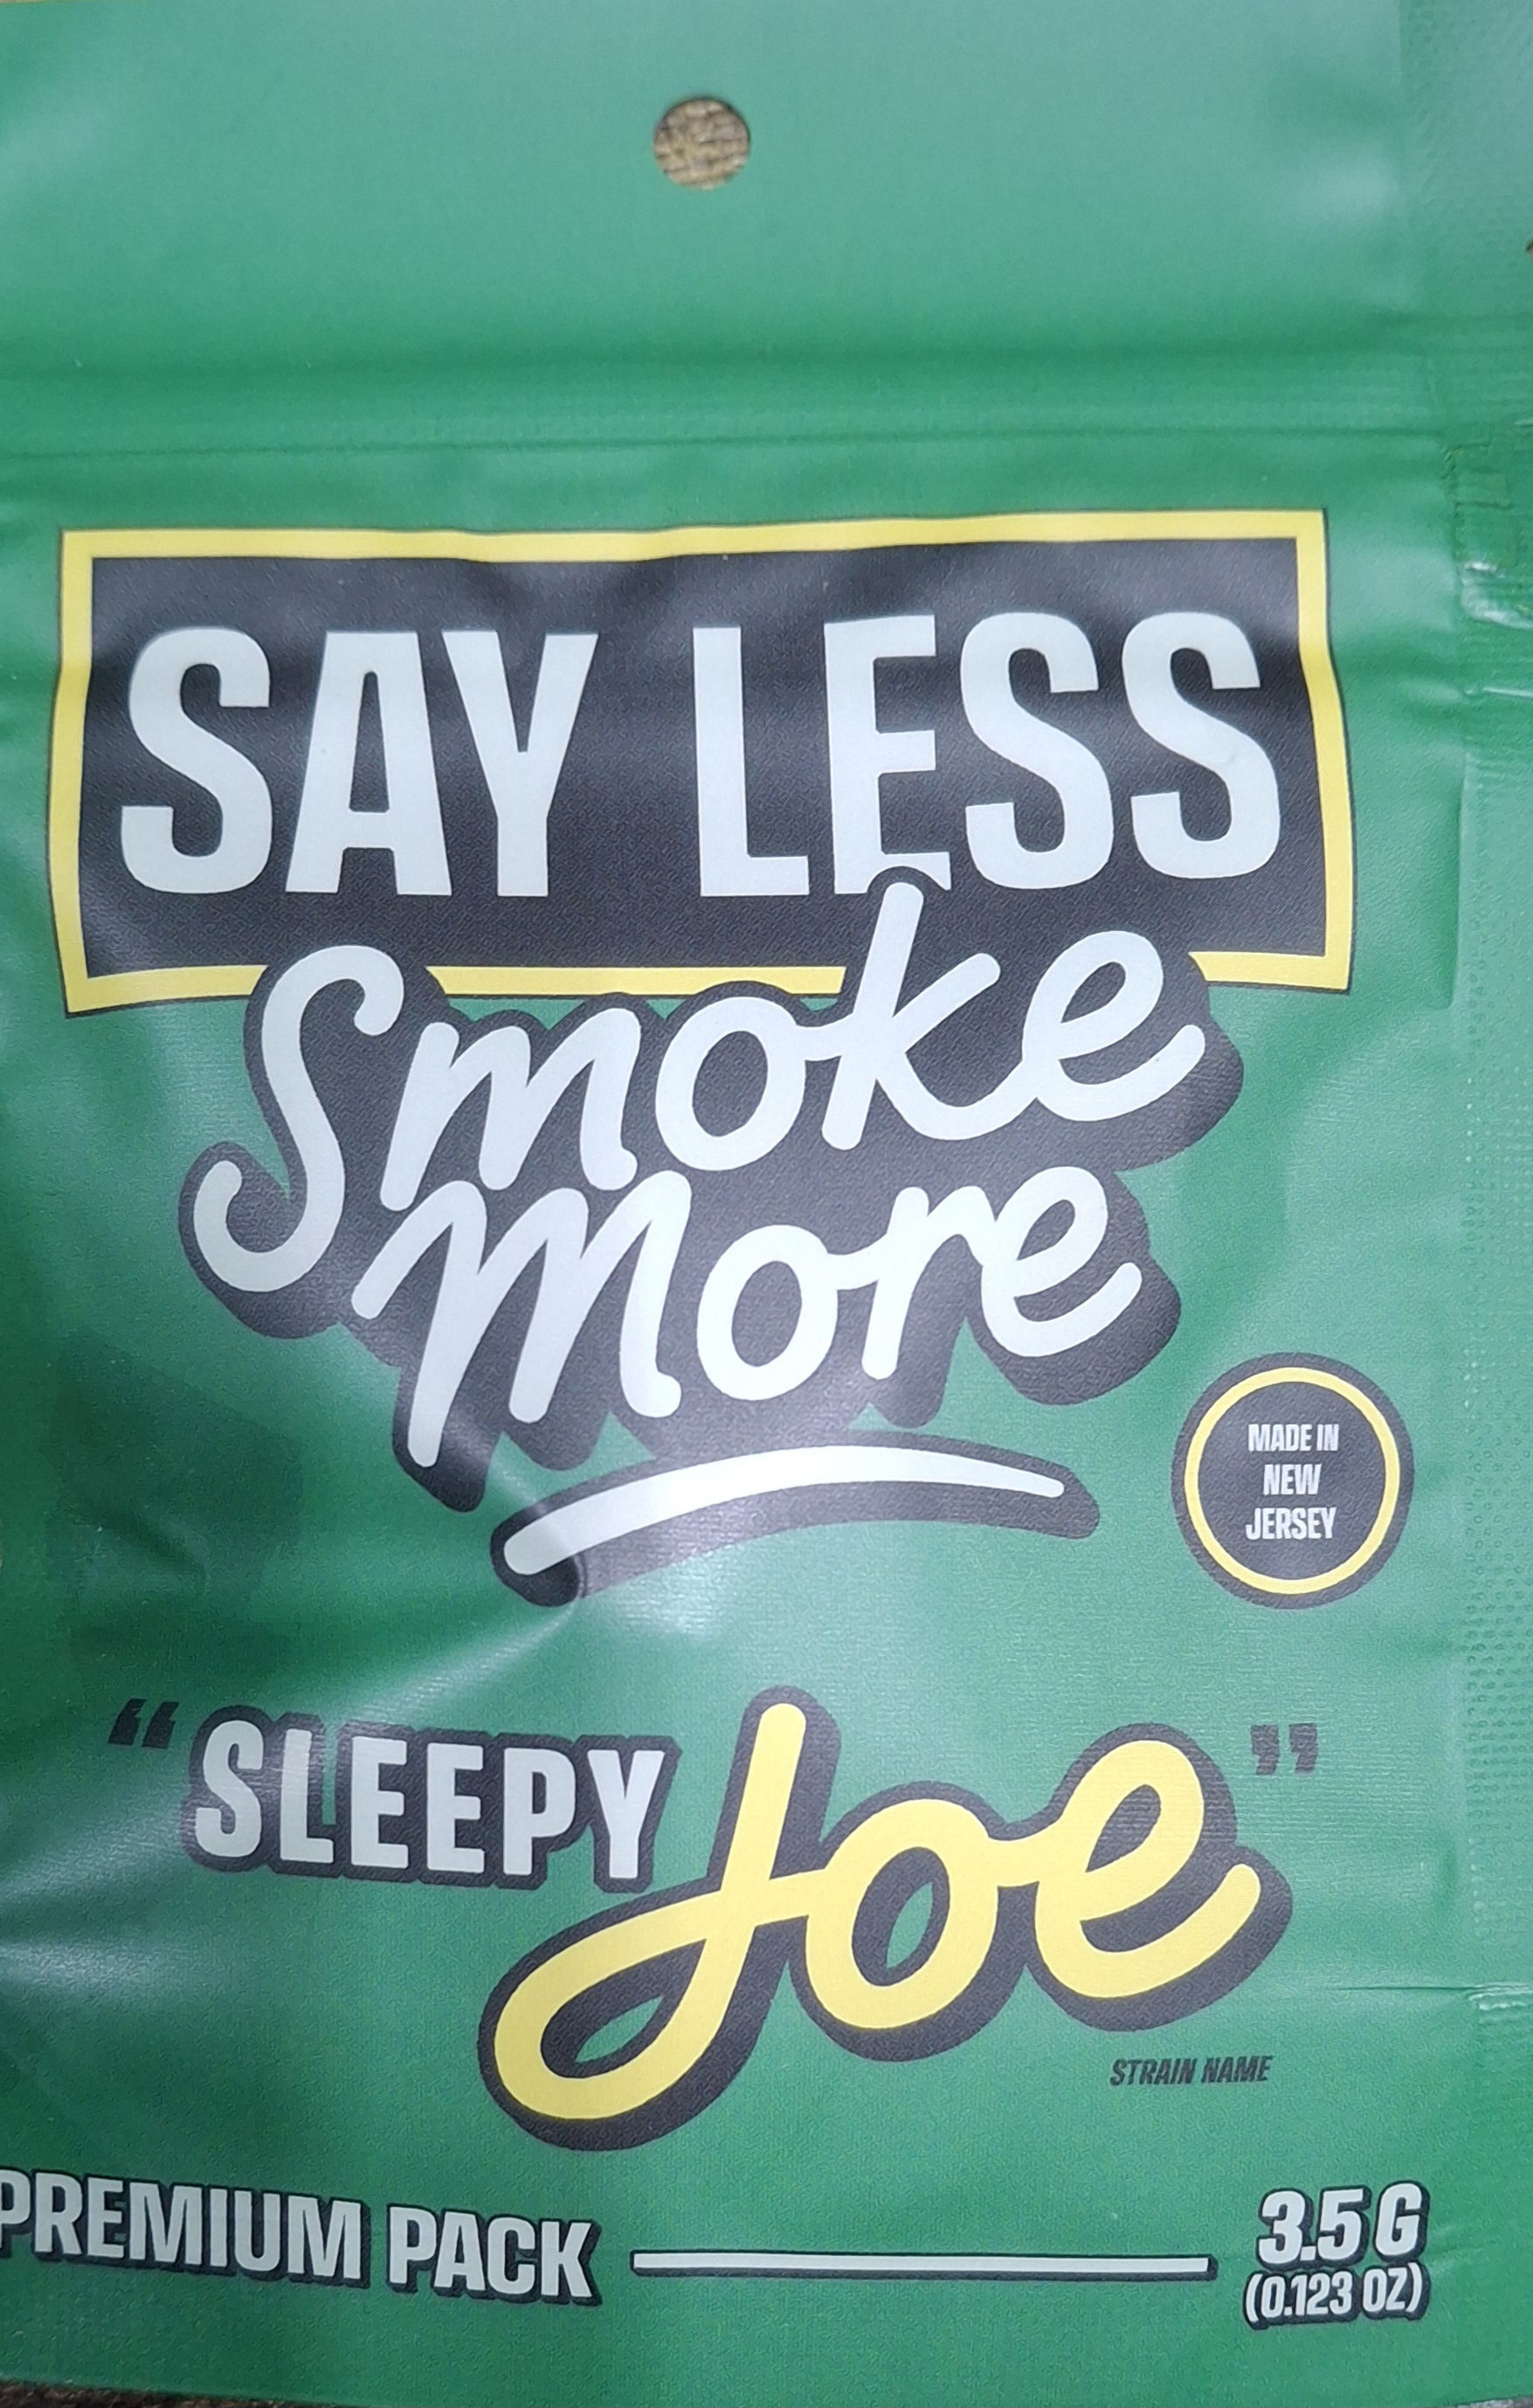 SAY LESS
Smoke
More
MADE IN
NEW
JERSEY
“SLEEPY Joe”
STRAIN NAME
PREMIUM PACK
3.5 G
(0.123 OZ)